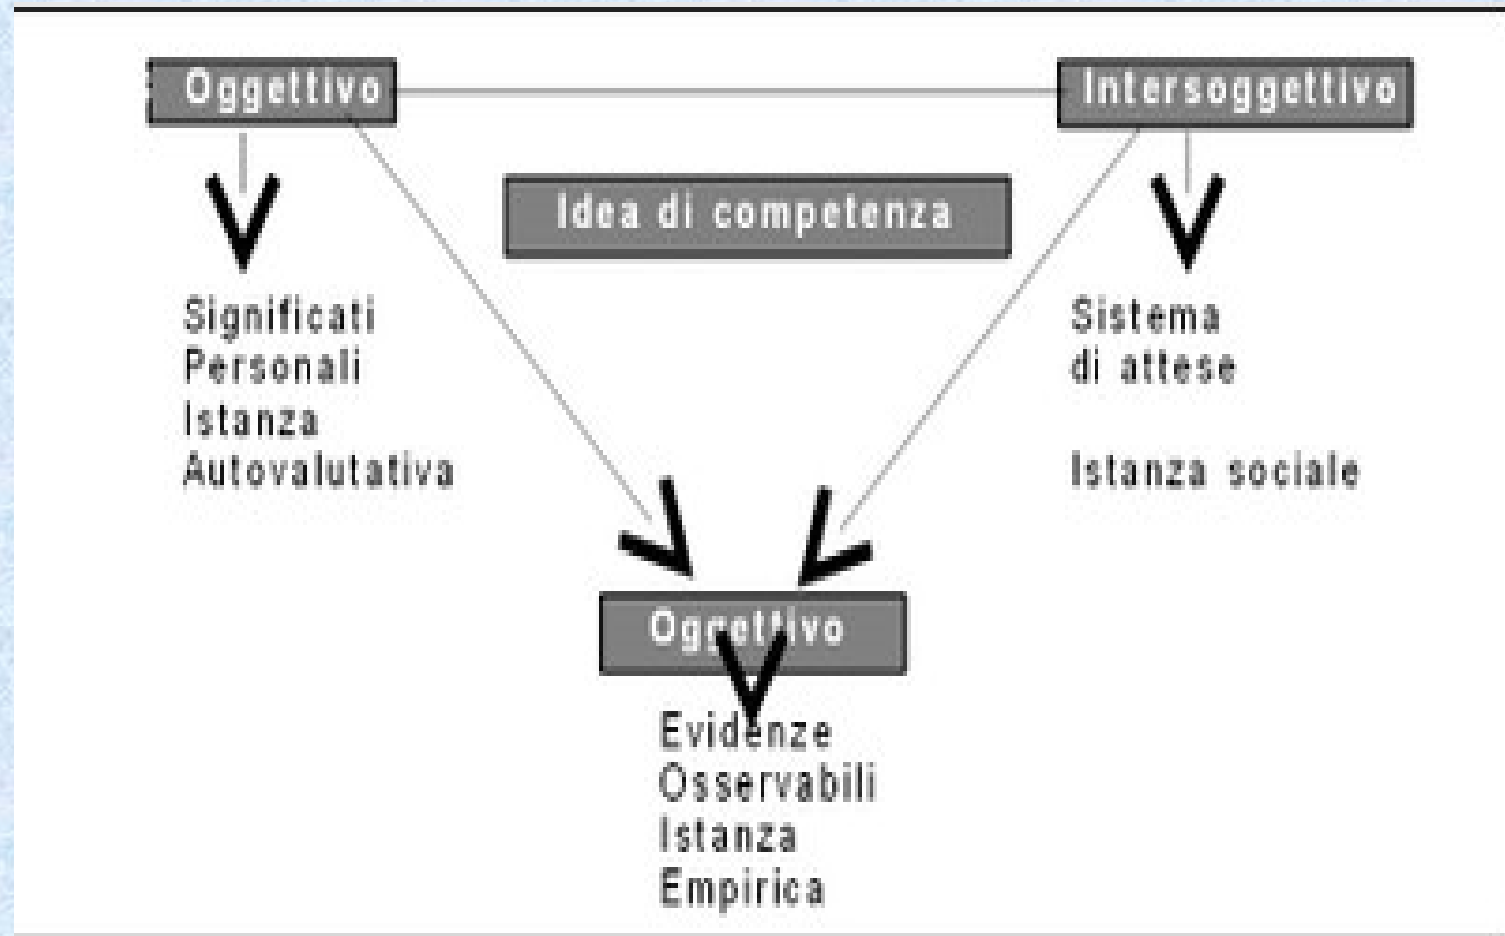 Oggettivo
Intersoggettivo
Idea di competenza
Significati
Personali
Istanza
Autovalutativa
Sistema
di attese
Istanza sociale
Oggettivo
Evidenze
Osservabili
Istanza
Empirica